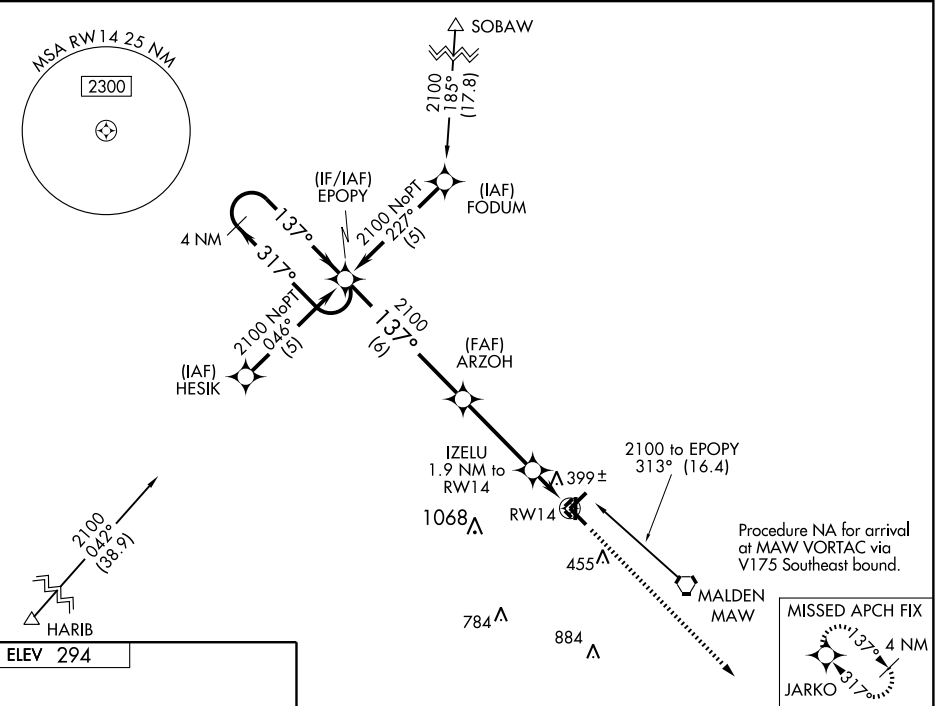 MSA RW14 25 NM
2300
SOBAW
2100
185°
(17.8)
(IF/IAF)
EPOPY
(IAF)
FODUM
2100 NoPT
227°
(5)
4 NM
137°
317°
2100 NoPT
046°
(5)
(IAF)
HESIK
2100
137°
(6)
(FAF)
ARZOH
IZELU
1.9 NM to
RW14
399±
RW14
1068
455
2100 to EPOPY
313° (16.4)
Procedure NA for arrival
at MAW VORTAC via
V175 Southeast bound.
MALDEN
MAW
2100
042°
(38.9)
HARIB
784
884
ELEV 294
MISSED APCH FIX
137°
4 NM
317°
JARKO